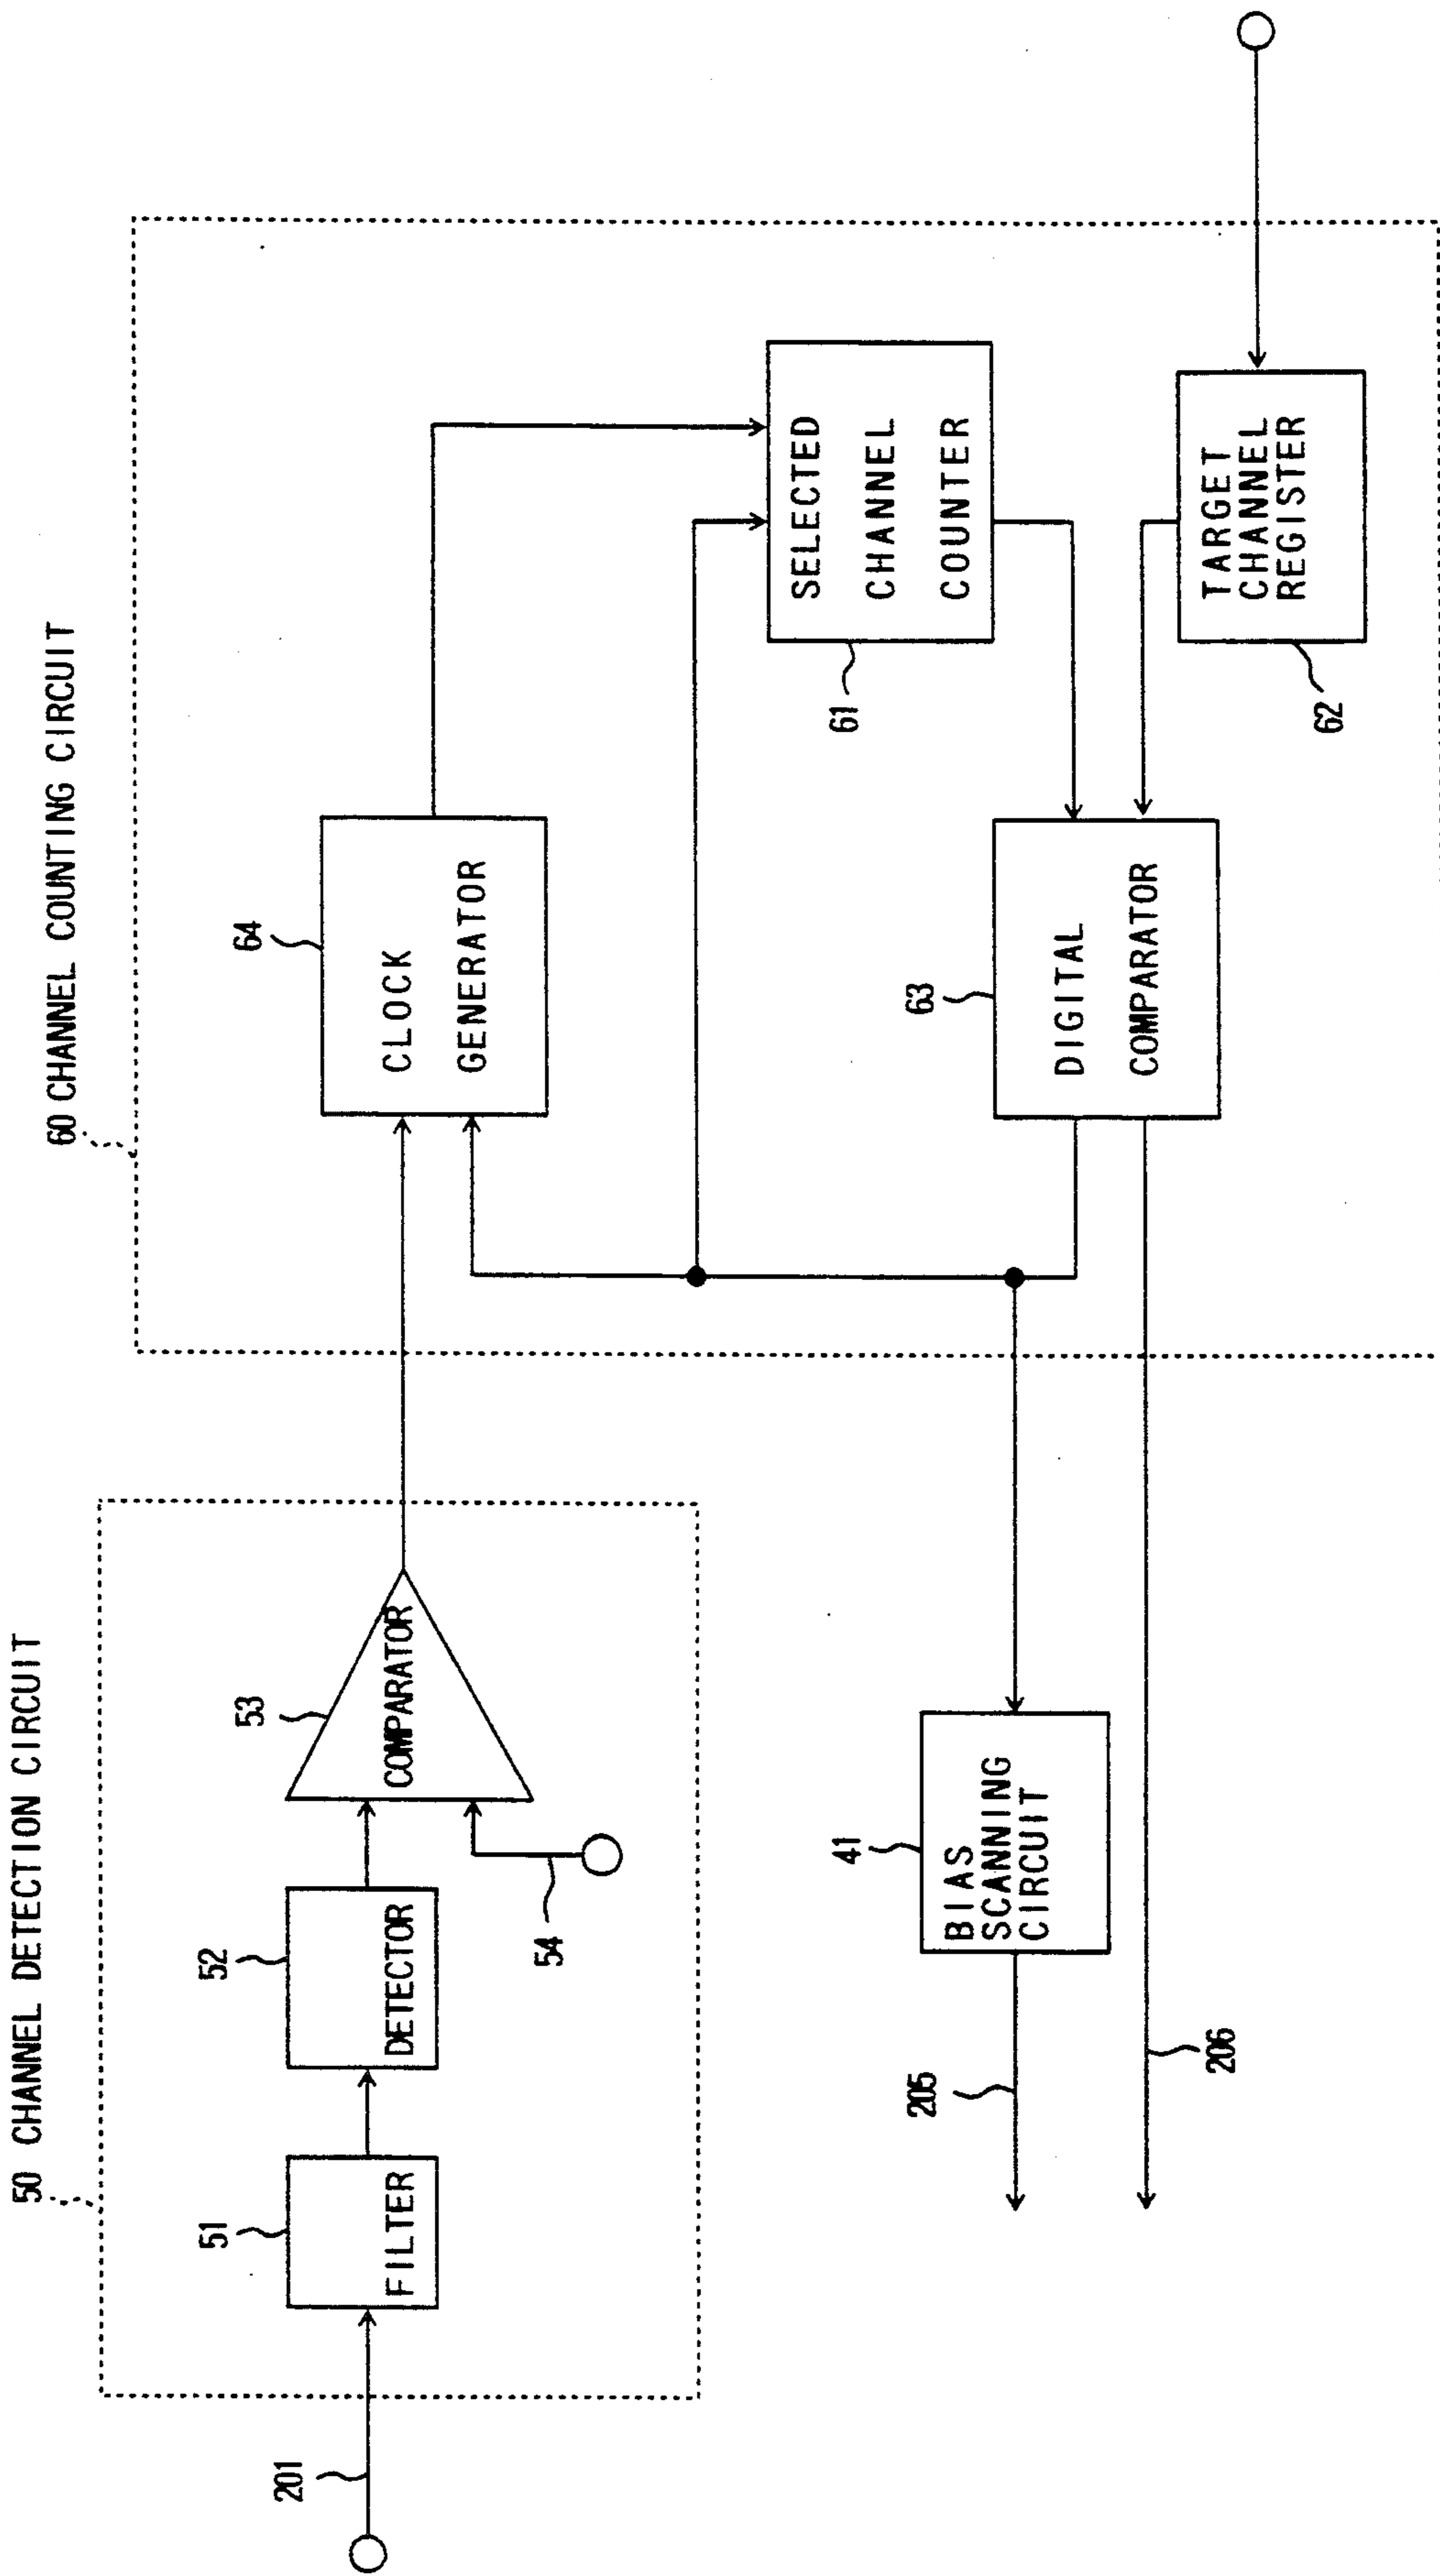 50 CHANNEL DETECTION CIRCUIT
60 CHANNEL COUNTING CIRCUIT
201
51
FILTER
52
DETECTOR
53
COMPARATOR
54
64
CLOCK
GENERATOR
SELECTED
CHANNEL
COUNTER
61
63
DIGITAL
COMPARATOR
TARGET
CHANNEL
REGISTER
62
41
BIAS
SCANNING
CIRCUIT
205
206